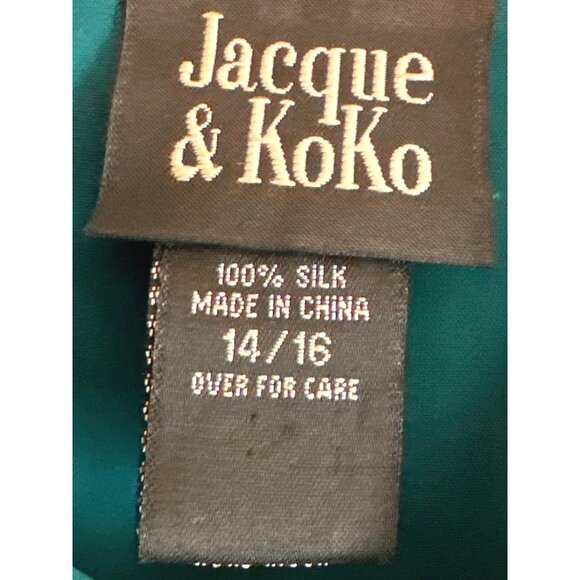 Jacque
& KoKo
100% SILK
MADE IN CHINA
14/16
OVER FOR CARE